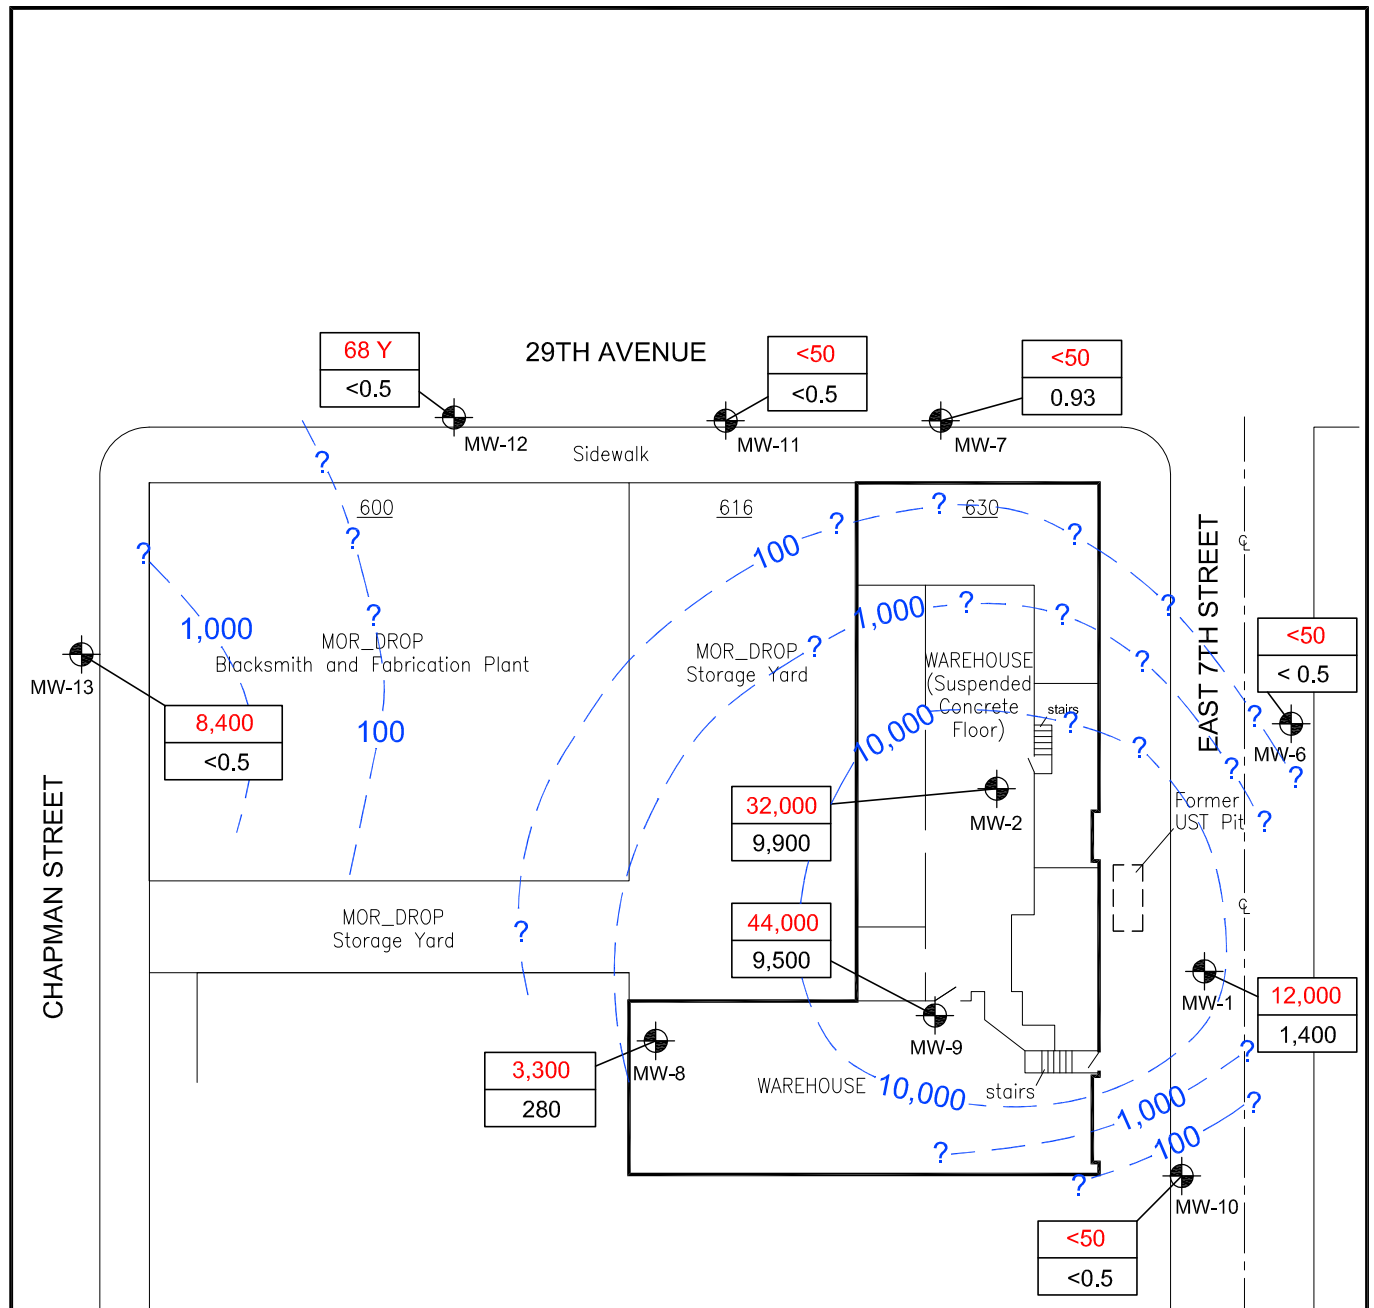 68 Y
<0.5
29TH AVENUE
<50
<0.5
<50
0.93
MW-12
MW-11
MW-7
Sidewalk
600
616
630
?
?
?
?
?
?
?
100
?
?
?
1,000
?
?
?
?
1,000
MOR_DROP
Blacksmith and Fabrication Plant
MOR_DROP
Storage Yard
WAREHOUSE
(Suspended
Concrete
Floor)
stairs
EAST 7TH STREET
℄
<50
< 0.5
MW-13
8,400
<0.5
100
10,000
?
?
?
?
?
?
MW-6
32,000
9,900
MW-2
Former
UST Pit
CHAPMAN STREET
44,000
9,500
MOR_DROP
Storage Yard
?
℄
MW-1
12,000
1,400
MW-9
3,300
280
MW-8
WAREHOUSE
10,000
stairs
?
?
1,000
?
100
?
MW-10
<50
<0.5